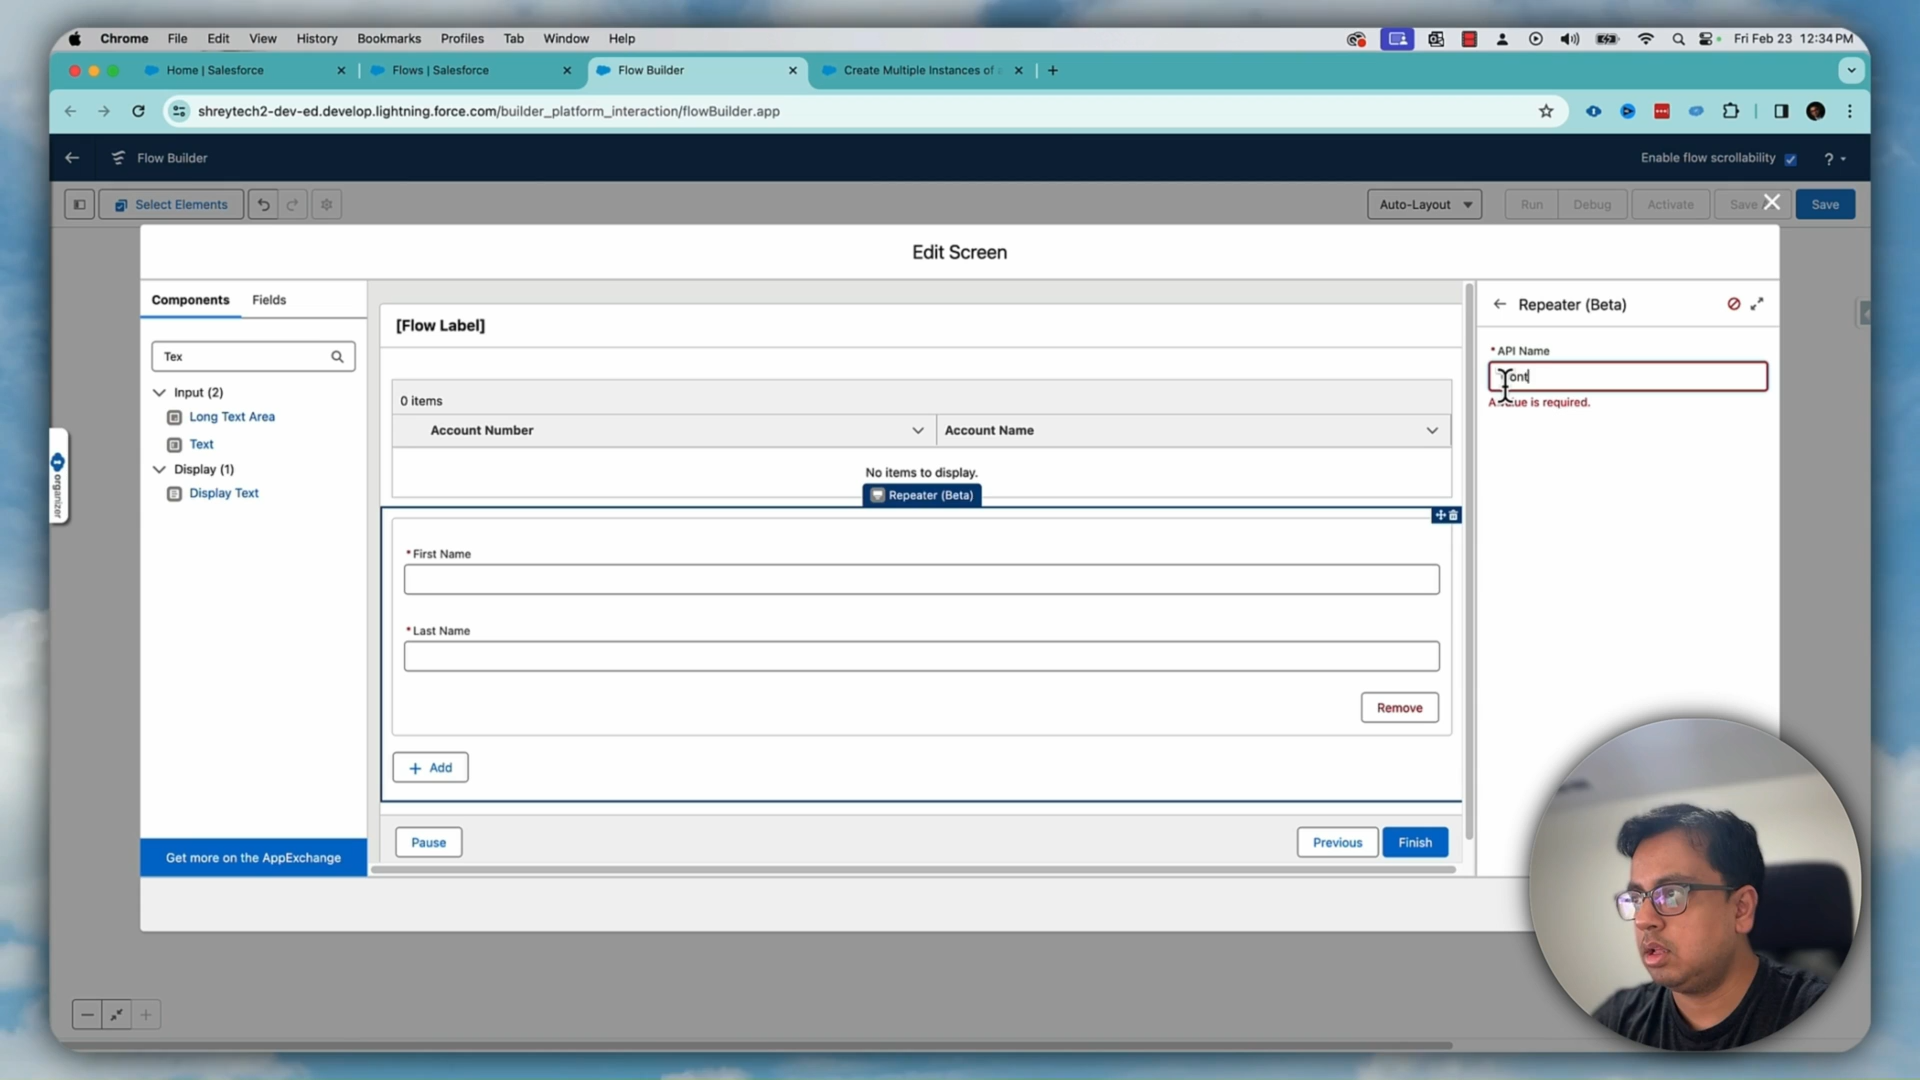 Chrome File Edit View History Bookmarks Profiles Tab Window Help Fri Feb 23 12:34 PM
Home | Salesforce Flows | Salesforce Flow Builder Create Multiple Instances of
shreytech2-dev-ed.develop.lightning.force.com/builder_platform_interaction/flowBuilder.app
Flow Builder Enable flow scrollability ?
Select Elements Auto-Layout Run Debug Activate Save Save
Edit Screen
Components Fields
Repeater (Beta)
[Flow Label]
* API Name
Tex
ont
is required.
Input (2)
Long Text Area
Text
Display (1)
Display Text
0 items
Account Number Account Name
No items to display.
Repeater (Beta)
* First Name
* Last Name
Remove
+ Add
Pause Previous Finish
Get more on the AppExchange
organizer